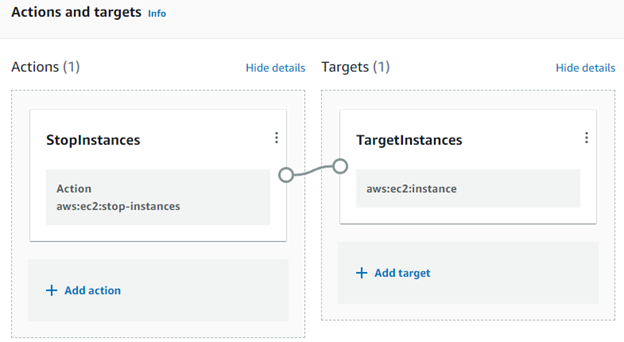 Actions and targets Info
Actions (1) Hide details
Targets (1) Hide details
StopInstances
Action
aws:ec2:stop-instances
+ Add action
TargetInstances
aws:ec2:instance
+ Add target